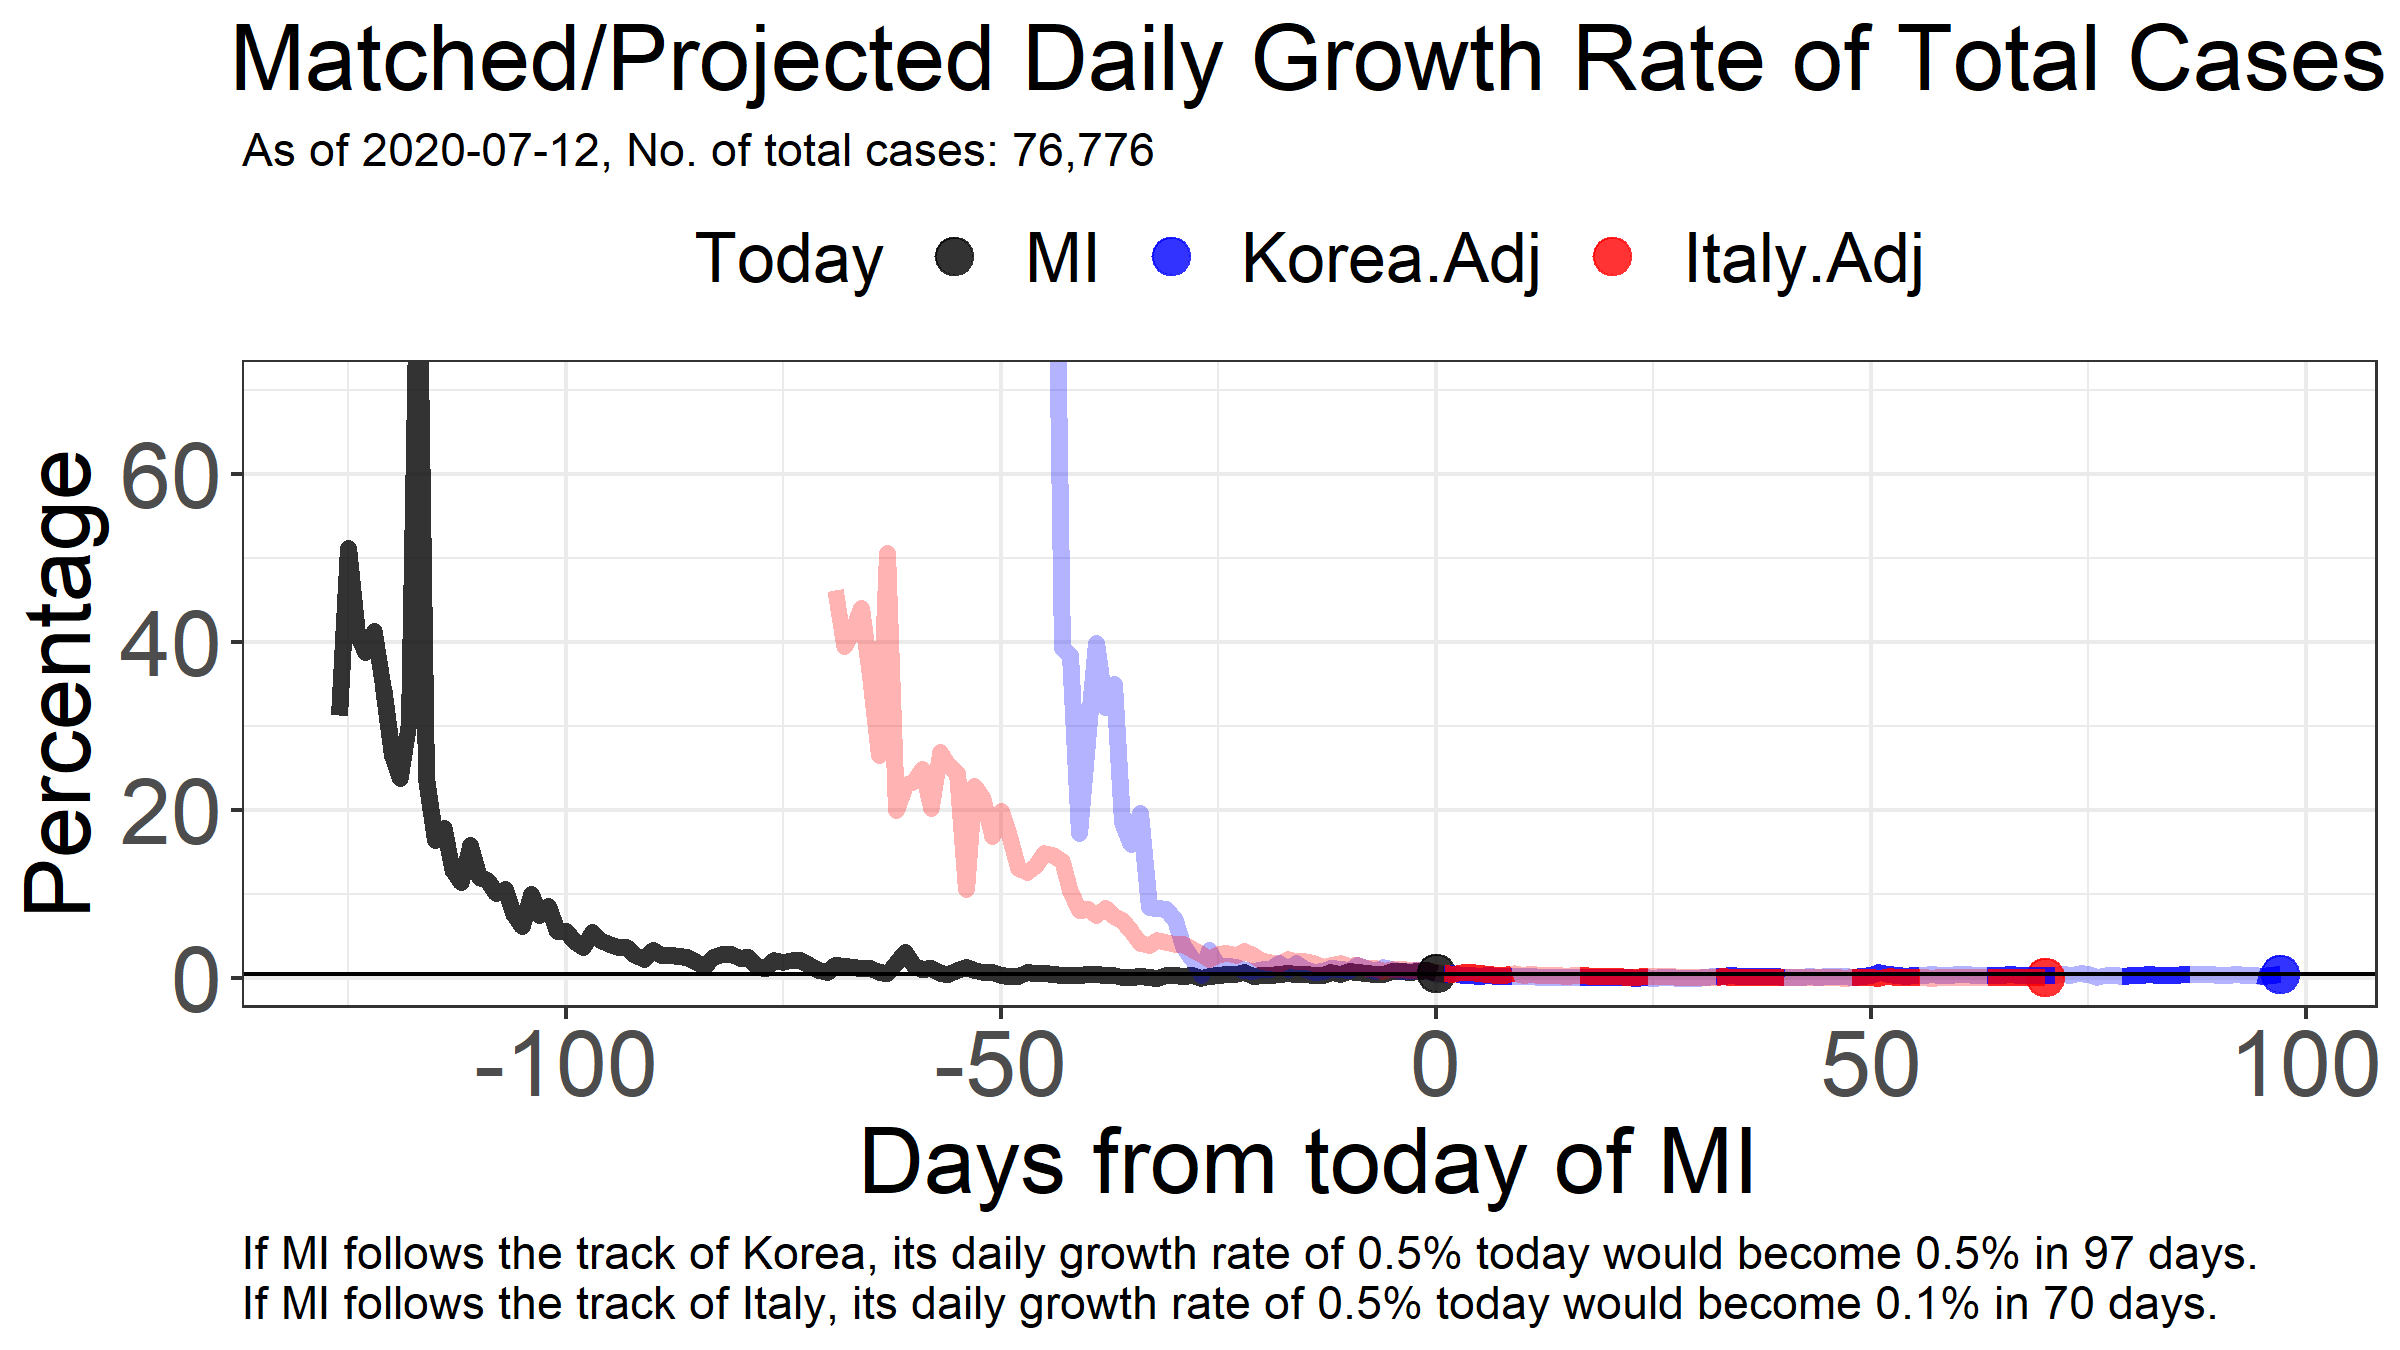 Matched/Projected Daily Growth Rate of Total Cases
As of 2020-07-12, No. of total cases: 76,776
Today MI Korea.Adj Italy.Adj
Percentage
60
40
20
0
-100 -50 0 50 100
Days from today of MI
If MI follows the track of Korea, its daily growth rate of 0.5% today would become 0.5% in 97 days.
If MI follows the track of Italy, its daily growth rate of 0.5% today would become 0.1% in 70 days.